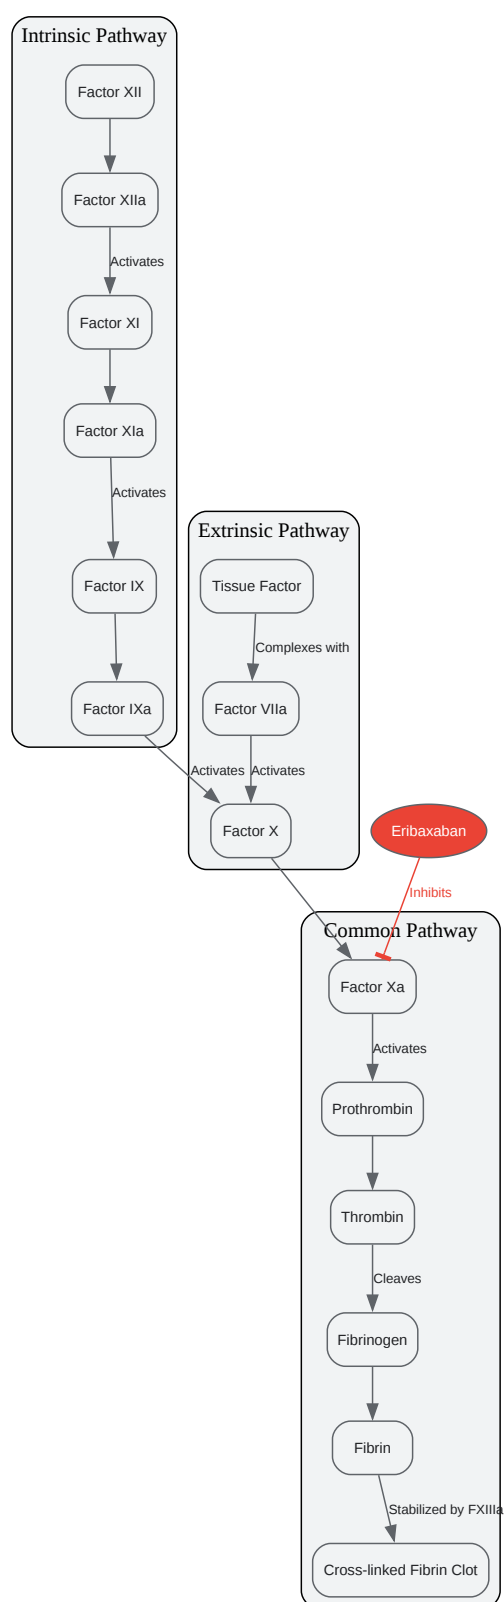 Intrinsic Pathway
Factor XII
Factor XIIa
Activates
Factor XI
Factor XIa
Activates
Factor IX
Factor IXa
Extrinsic Pathway
Tissue Factor
Complexes with
Factor VIIa
Activates
Activates
Factor X
Eribaxaban
Inhibits
Common Pathway
Factor Xa
Activates
Prothrombin
Thrombin
Cleaves
Fibrinogen
Fibrin
Stabilized by FXIIIa
Cross-linked Fibrin Clot